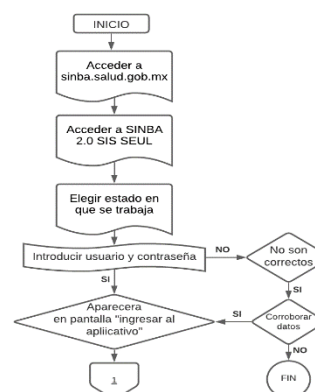 INICIO
Acceder a
sinba.salud.gob.mx
Acceder a SINBA
2.0 SIS SEUL
Elegir estado en
que se trabaja
Introducir usuario y contraseña
NO
No son
correctos
SI
SI
Aparecera
en pantalla "ingresar al
apliicativo"
SI
Corroborar
datos
NO
1
FIN